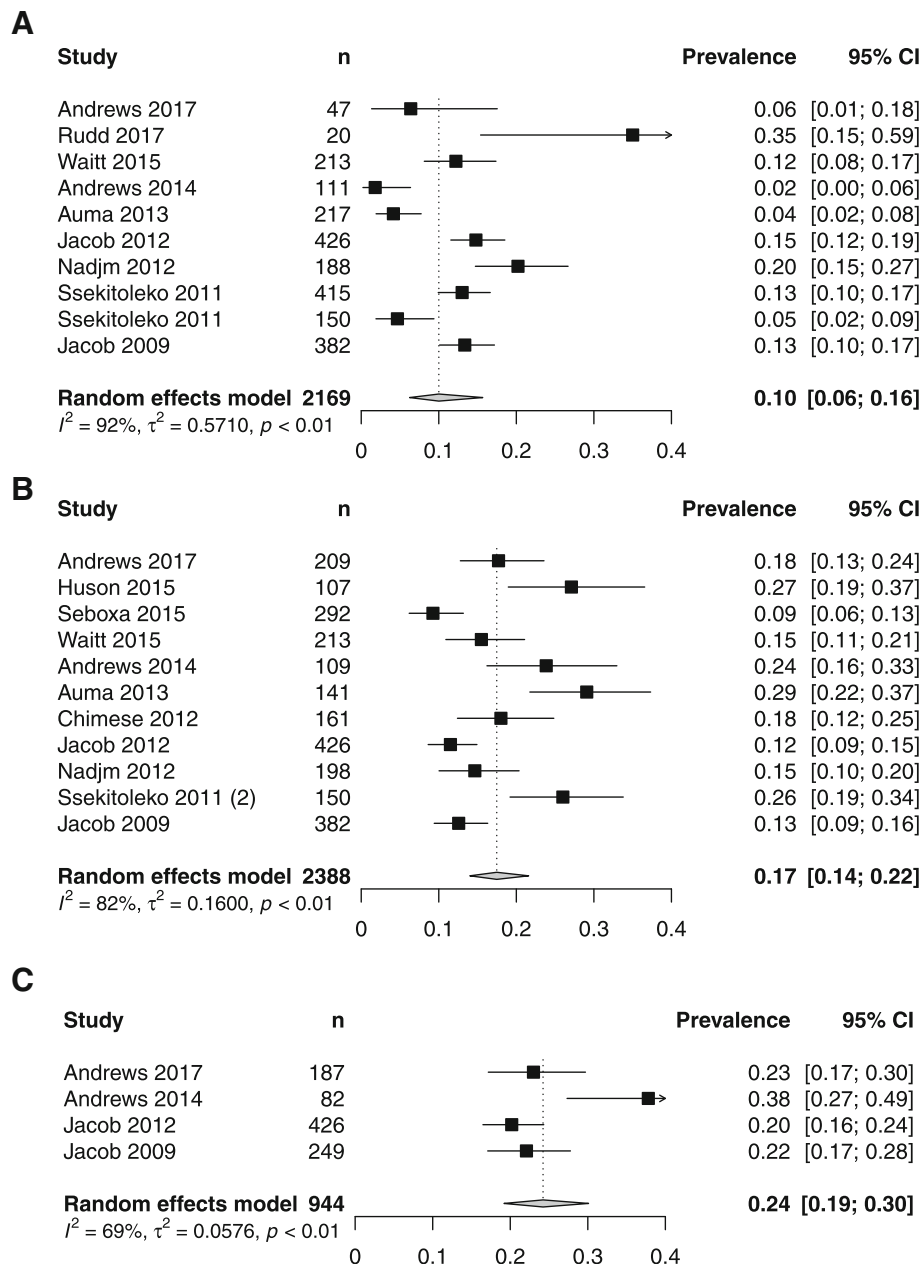 A
Study n Prevalence 95% CI
Andrews 2017 47 0.06 [0.01; 0.18]
Rudd 2017 20 0.35 [0.15; 0.59]
Waitt 2015 213 0.12 [0.08; 0.17]
Andrews 2014 111 0.02 [0.00; 0.06]
Auma 2013 217 0.04 [0.02; 0.08]
Jacob 2012 426 0.15 [0.12; 0.19]
Nadjm 2012 188 0.20 [0.15; 0.27]
Ssekitoleko 2011 415 0.13 [0.10; 0.17]
Ssekitoleko 2011 150 0.05 [0.02; 0.09]
Jacob 2009 382 0.13 [0.10; 0.17]
Random effects model 2169 0.10 [0.06; 0.16]
I² = 92%, τ² = 0.5710, p < 0.01
0 0.1 0.2 0.3 0.4
B
Study n Prevalence 95% CI
Andrews 2017 209 0.18 [0.13; 0.24]
Huson 2015 107 0.27 [0.19; 0.37]
Seboxa 2015 292 0.09 [0.06; 0.13]
Waitt 2015 213 0.15 [0.11; 0.21]
Andrews 2014 109 0.24 [0.16; 0.33]
Auma 2013 141 0.29 [0.22; 0.37]
Chimese 2012 161 0.18 [0.12; 0.25]
Jacob 2012 426 0.12 [0.09; 0.15]
Nadjm 2012 198 0.15 [0.10; 0.20]
Ssekitoleko 2011 (2) 150 0.26 [0.19; 0.34]
Jacob 2009 382 0.13 [0.09; 0.16]
Random effects model 2388 0.17 [0.14; 0.22]
I² = 82%, τ² = 0.1600, p < 0.01
0 0.1 0.2 0.3 0.4
C
Study n Prevalence 95% CI
Andrews 2017 187 0.23 [0.17; 0.30]
Andrews 2014 82 0.38 [0.27; 0.49]
Jacob 2012 426 0.20 [0.16; 0.24]
Jacob 2009 249 0.22 [0.17; 0.28]
Random effects model 944 0.24 [0.19; 0.30]
I² = 69%, τ² = 0.0576, p < 0.01
0 0.1 0.2 0.3 0.4